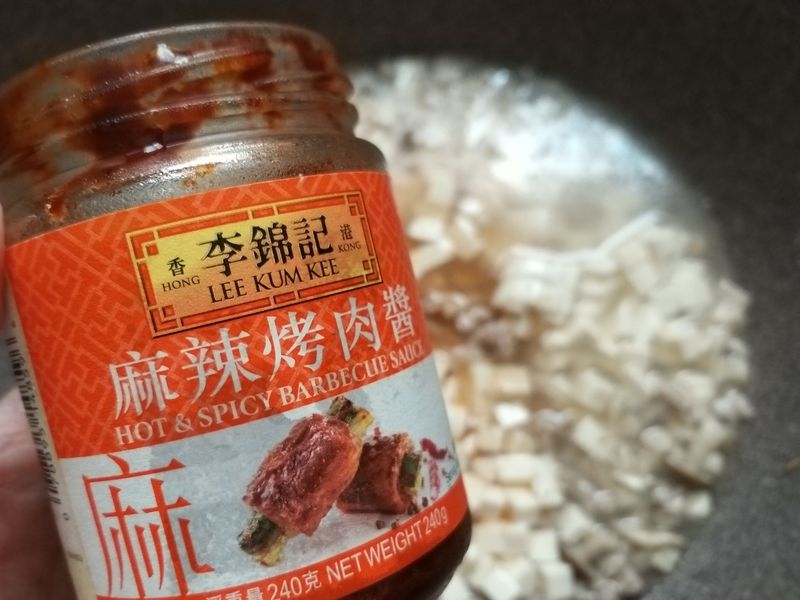 香 李錦記 港
HONG LEE KUM KEE KONG
麻辣烤肉醬
HOT & SPICY BARBECUE SAUCE
麻
淨重量 240克 NET WEIGHT 240g